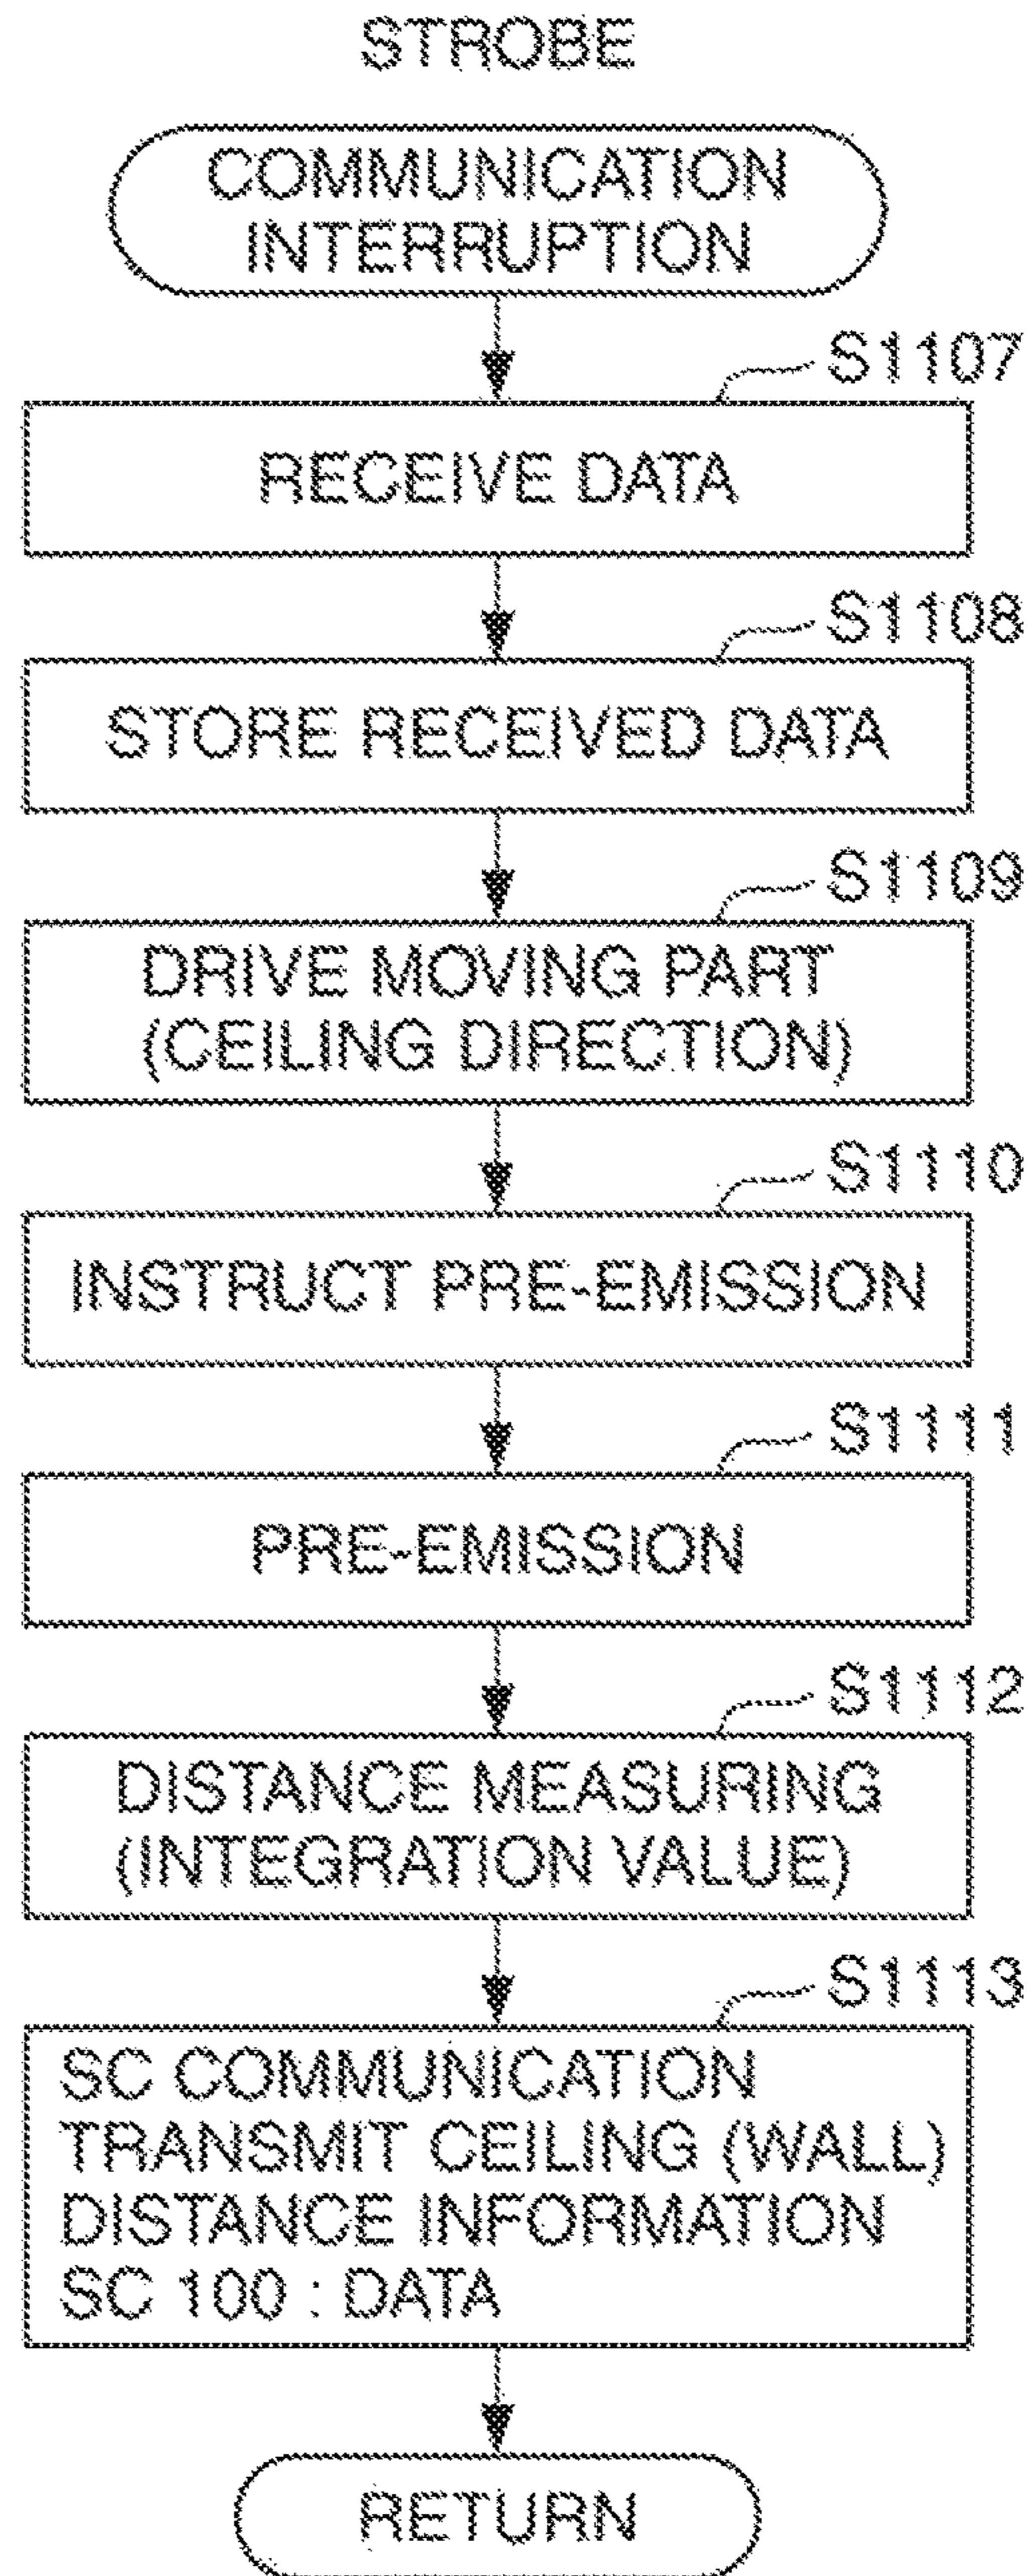 STROBE
COMMUNICATION
INTERRUPTION
S1107
RECEIVE DATA
S1108
STORE RECEIVED DATA
S1109
DRIVE MOVING PART
(CEILING DIRECTION)
S1110
INSTRUCT PRE-EMISSION
S1111
PRE-EMISSION
S1112
DISTANCE MEASURING
(INTEGRATION VALUE)
S1113
SC COMMUNICATION
TRANSMIT CEILING (WALL)
DISTANCE INFORMATION
SC 100 : DATA
RETURN